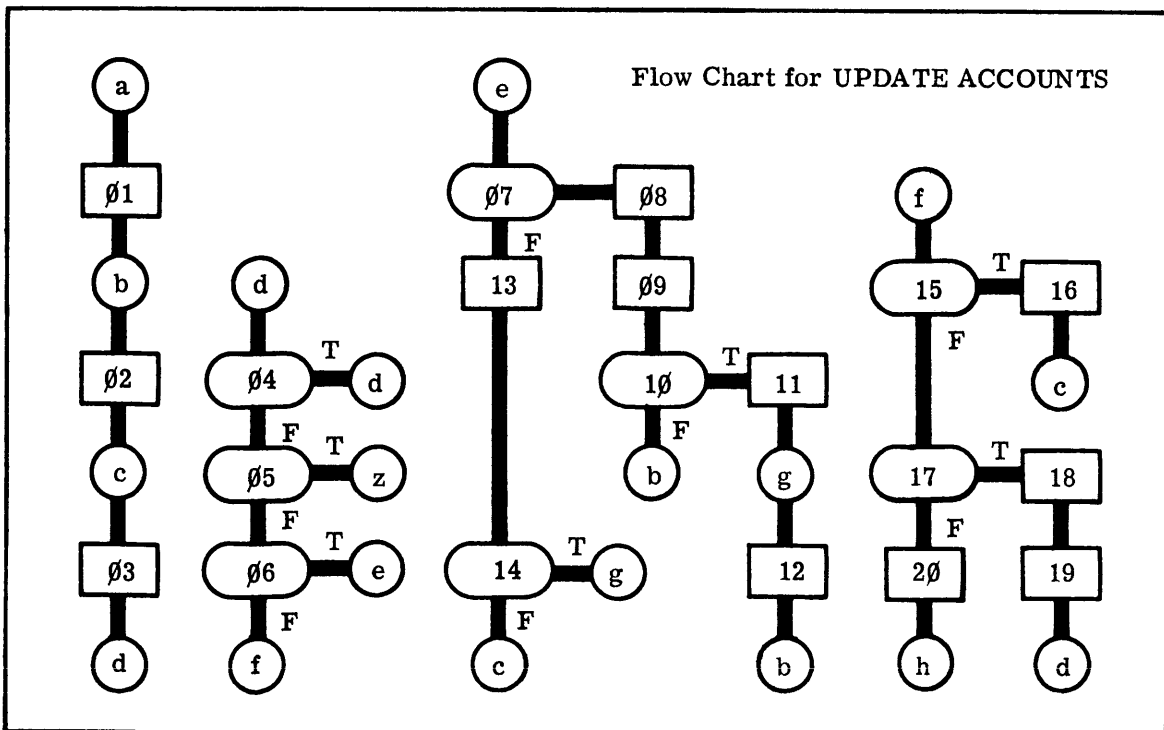 Flow Chart for UPDATE ACCOUNTS
a
Ø1
b
Ø2
c
Ø3
d
d
Ø4
T
d
F
Ø5
T
z
F
Ø6
T
e
F
f
e
Ø7
Ø8
F
13
Ø9
1Ø
T
11
F
b
g
14
T
g
12
F
c
b
f
15
T
16
F
c
17
T
18
F
2Ø
19
h
d